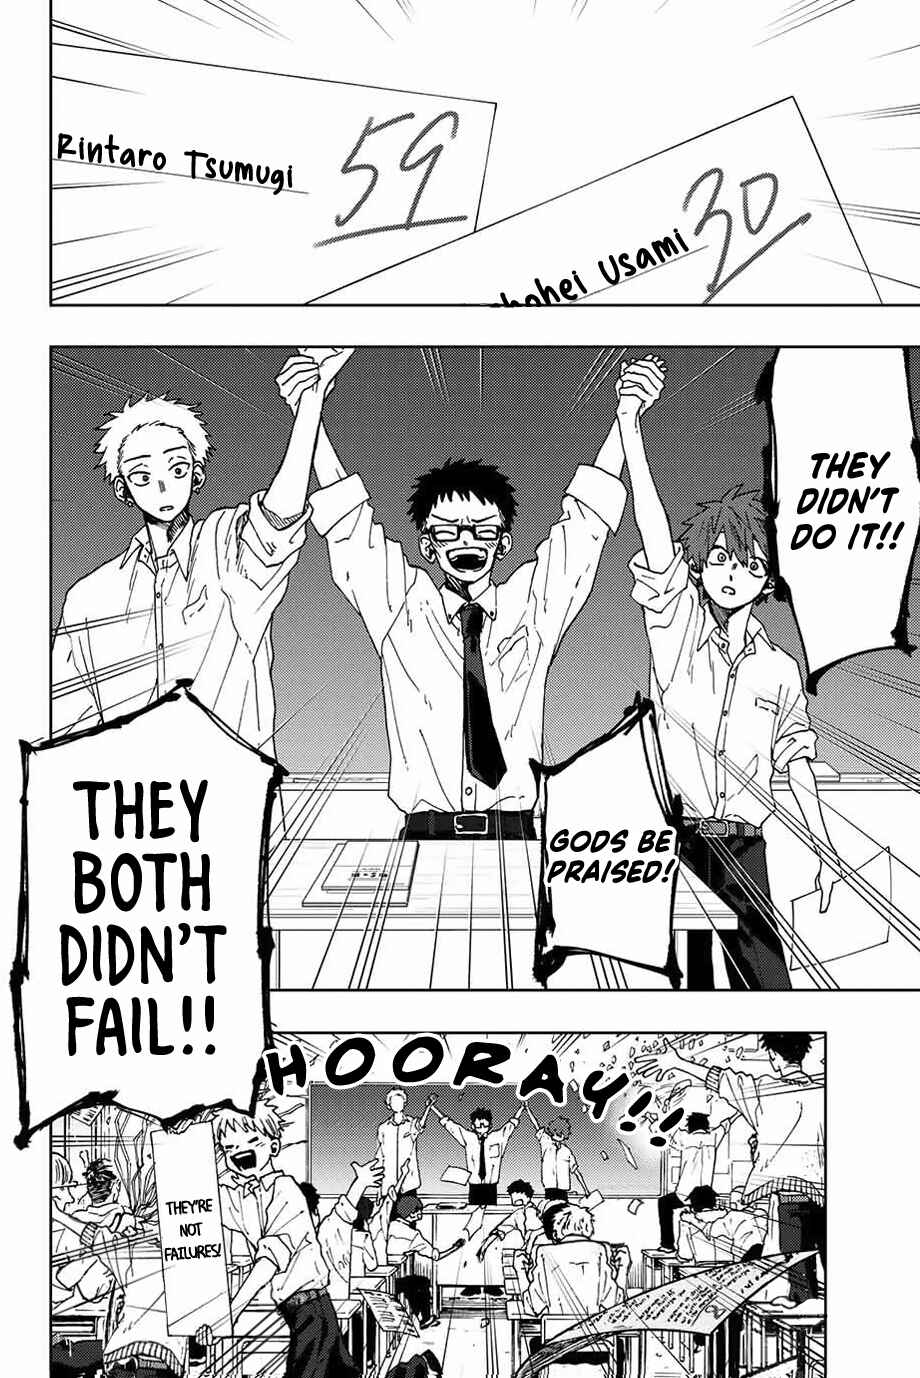 Rintaro Tsumugi
59
Usami
30
THEY
DIDN'T
DO IT!!
GODS BE
PRAISED!
THEY
BOTH
DIDN'T
FAIL!!
HOORAY!!
THEY'RE
NOT
FAILURES!